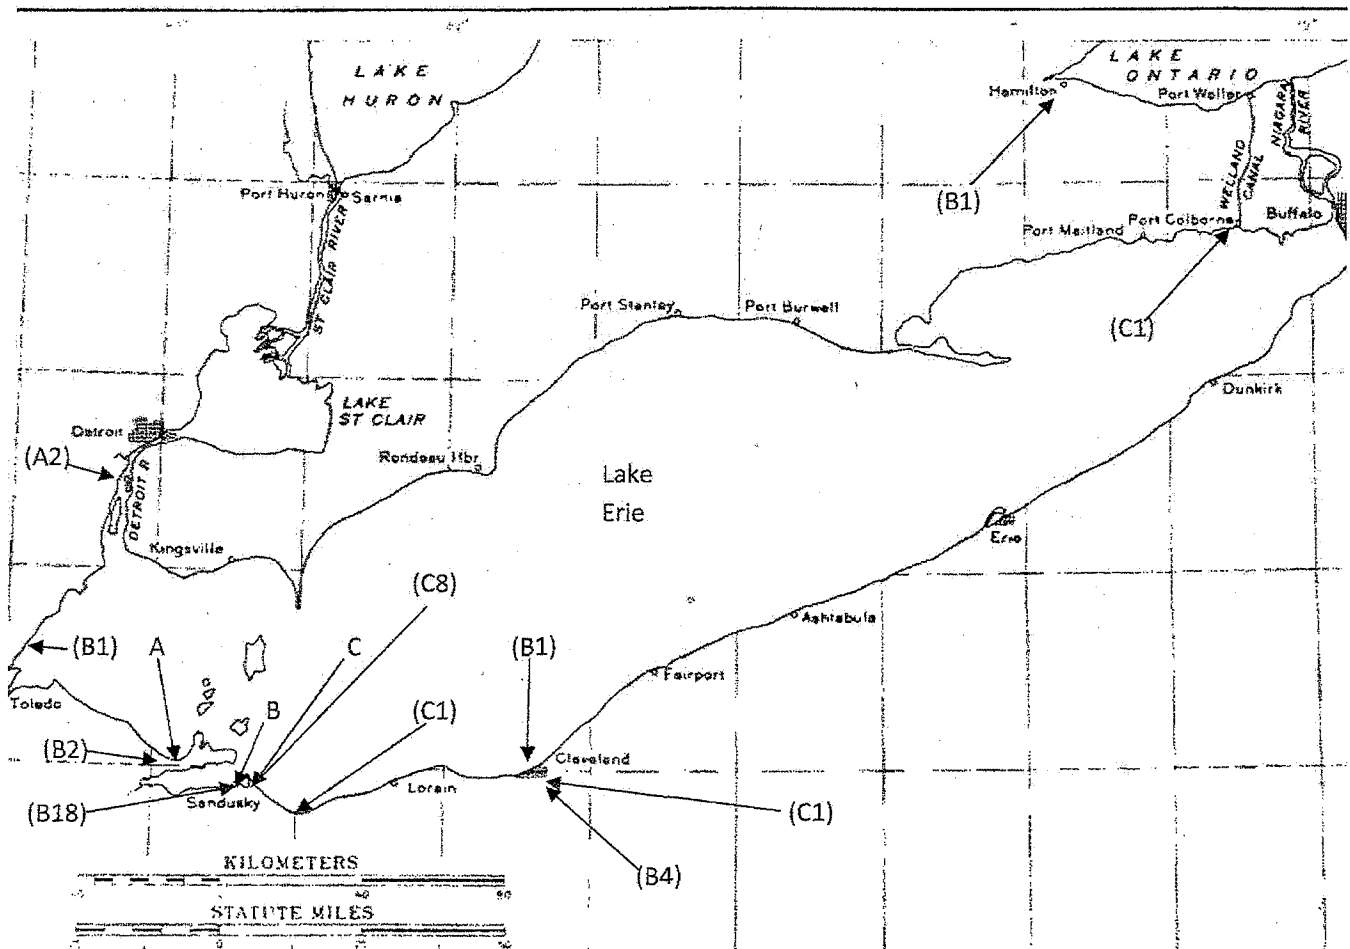 LAKE
HURON
LAKE
ONTARIO
Hamilton
Port Weller
NIAGARA
RIVER
WELLAND
CANAL
(B1)
Port Huron
Sarnia
ST CLAIR RIVER
Port Maitland
Port Colborne
Buffalo
(C1)
Port Stanley
Port Burwell
Dunkirk
LAKE
ST CLAIR
Detroit
(A2)
DETROIT R
Rondeau Hbr
Lake
Erie
Erie
Kingsville
(C8)
Ashtabula
(B1)
A
C
(B1)
Fairport
Toledo
B
(C1)
(B2)
Cleveland
Sandusky
Lorain
(B18)
(C1)
(B4)
KILOMETERS
STATUTE MILES